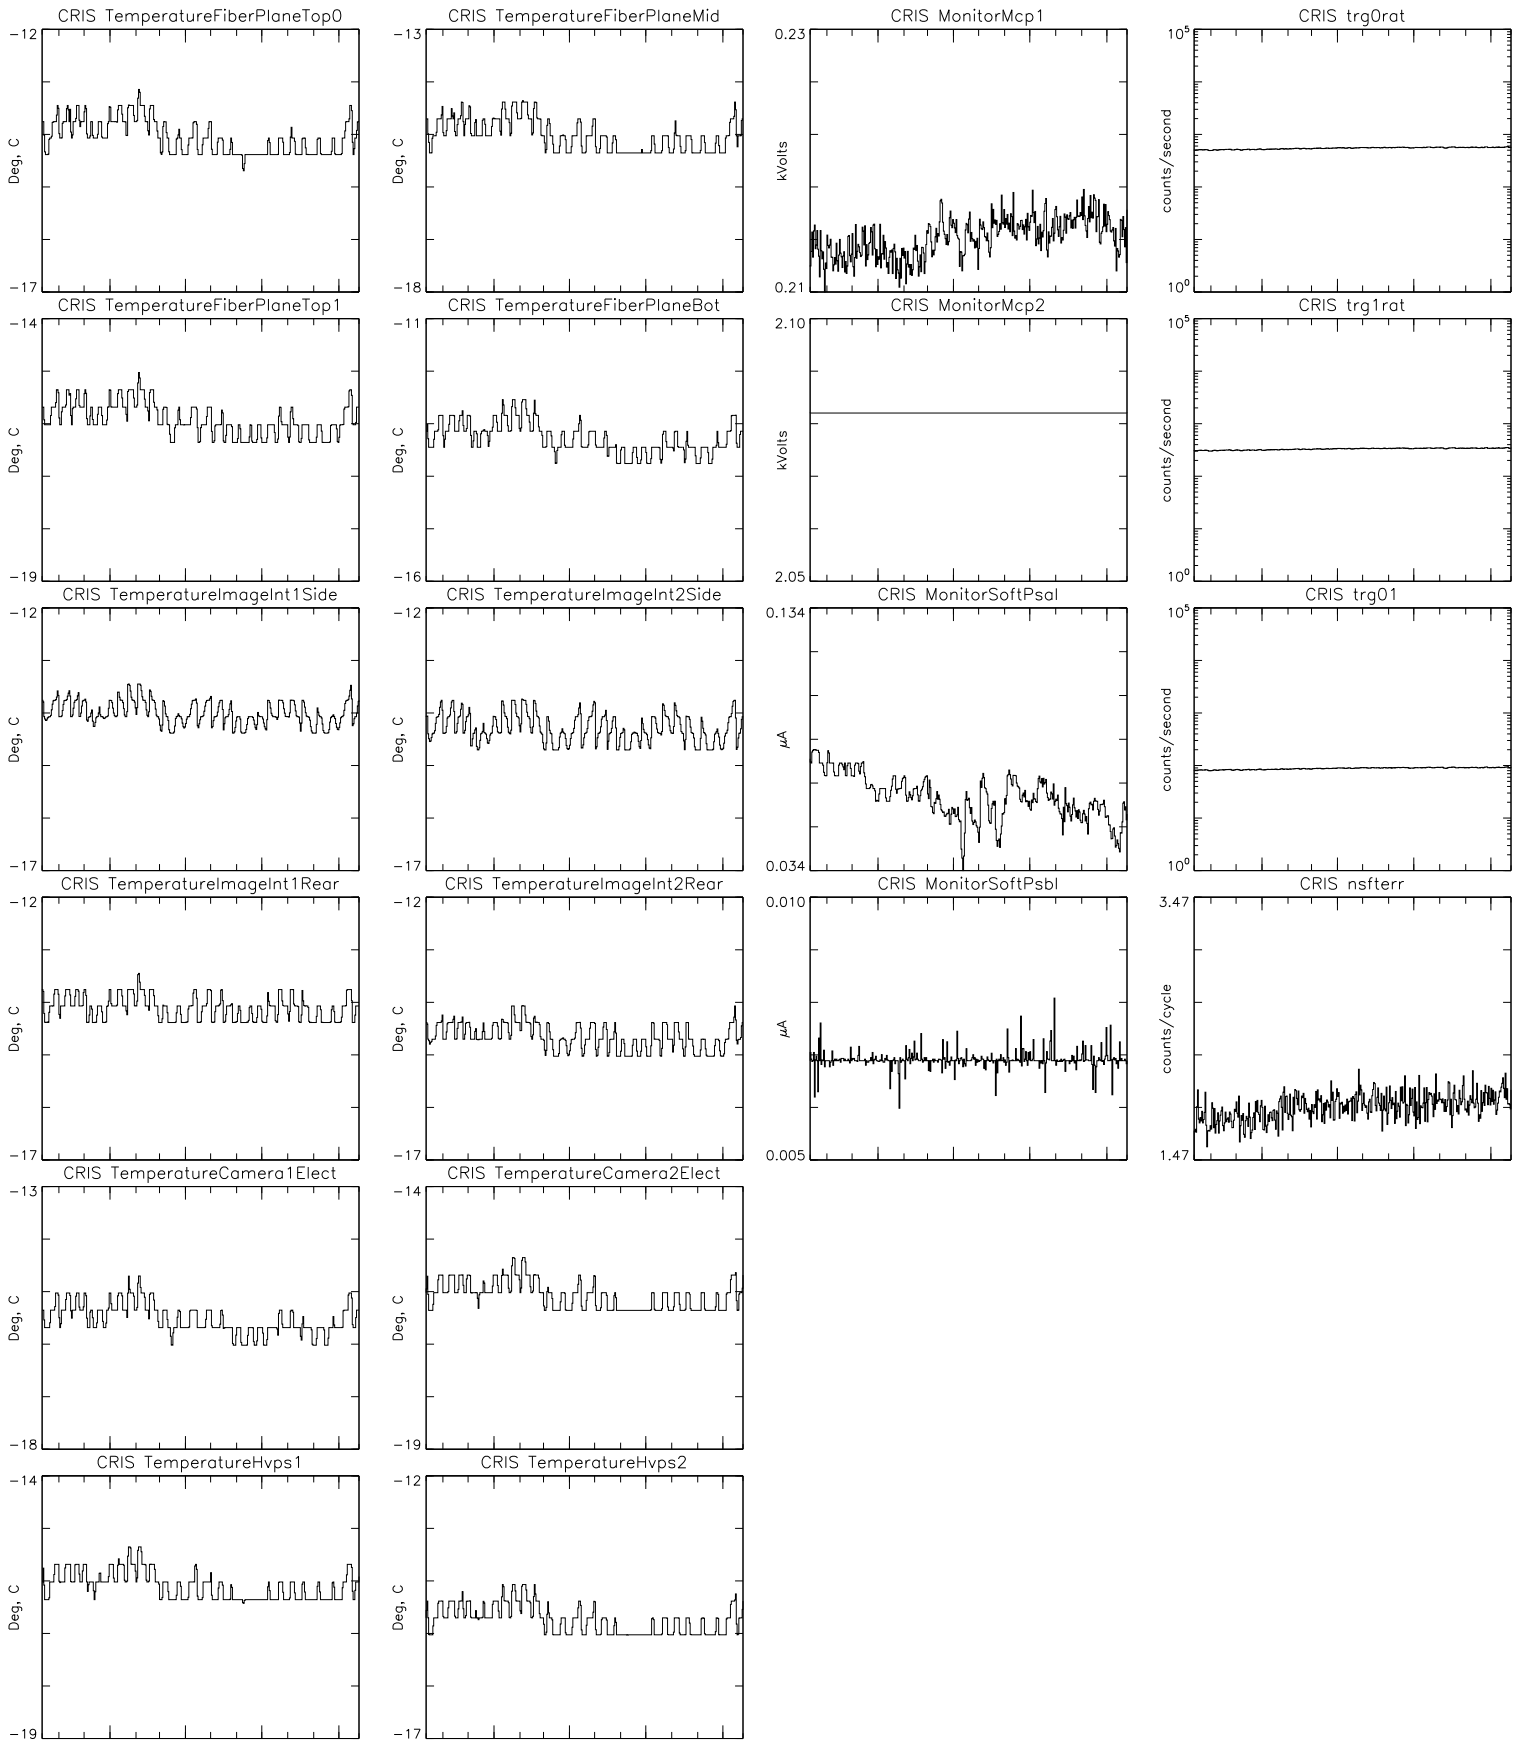 CRIS TemperatureFiberPlaneTop0
-12
Deg, C
-17
CRIS TemperatureFiberPlaneMid
-13
Deg, C
-18
CRIS MonitorMcp1
0.23
kVolts
0.21
CRIS trg0rat
10^5
counts/second
10^0
CRIS TemperatureFiberPlaneTop1
-14
Deg, C
-19
CRIS TemperatureFiberPlaneBot
-11
Deg, C
-16
CRIS MonitorMcp2
2.10
kVolts
2.05
CRIS trg1rat
10^5
counts/second
10^0
CRIS TemperatureImageInt1Side
-12
Deg, C
-17
CRIS TemperatureImageInt2Side
-12
Deg, C
-17
CRIS MonitorSoftPsaI
0.134
μA
0.034
CRIS trg01
10^5
counts/second
10^0
CRIS TemperatureImageInt1Rear
-12
Deg, C
-17
CRIS TemperatureImageInt2Rear
-12
Deg, C
-17
CRIS MonitorSoftPsbI
0.010
μA
0.005
CRIS nsfterr
3.47
counts/cycle
1.47
CRIS TemperatureCamera1Elect
-13
Deg, C
-18
CRIS TemperatureCamera2Elect
-14
Deg, C
-19
CRIS TemperatureHvps1
-14
Deg, C
-19
CRIS TemperatureHvps2
-12
Deg, C
-17